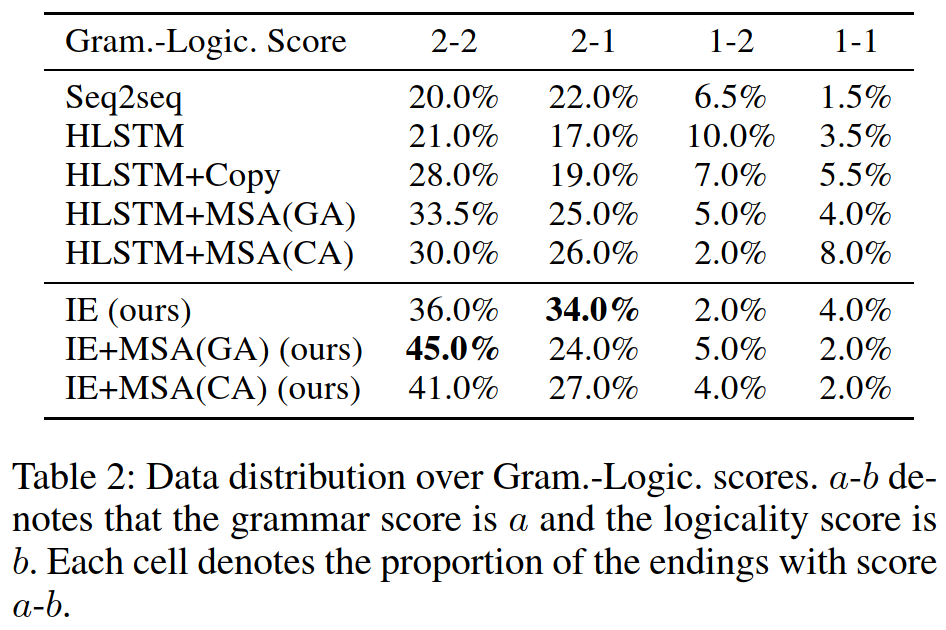 Gram.-Logic. Score 2-2 2-1 1-2 1-1
Seq2seq 20.0% 22.0% 6.5% 1.5%
HLSTM 21.0% 17.0% 10.0% 3.5%
HLSTM+Copy 28.0% 19.0% 7.0% 5.5%
HLSTM+MSA(GA) 33.5% 25.0% 5.0% 4.0%
HLSTM+MSA(CA) 30.0% 26.0% 2.0% 8.0%
IE (ours) 36.0% 34.0% 2.0% 4.0%
IE+MSA(GA) (ours) 45.0% 24.0% 5.0% 2.0%
IE+MSA(CA) (ours) 41.0% 27.0% 4.0% 2.0%
Table 2: Data distribution over Gram.-Logic. scores. a-b de-
notes that the grammar score is a and the logicality score is
b. Each cell denotes the proportion of the endings with score
a-b.